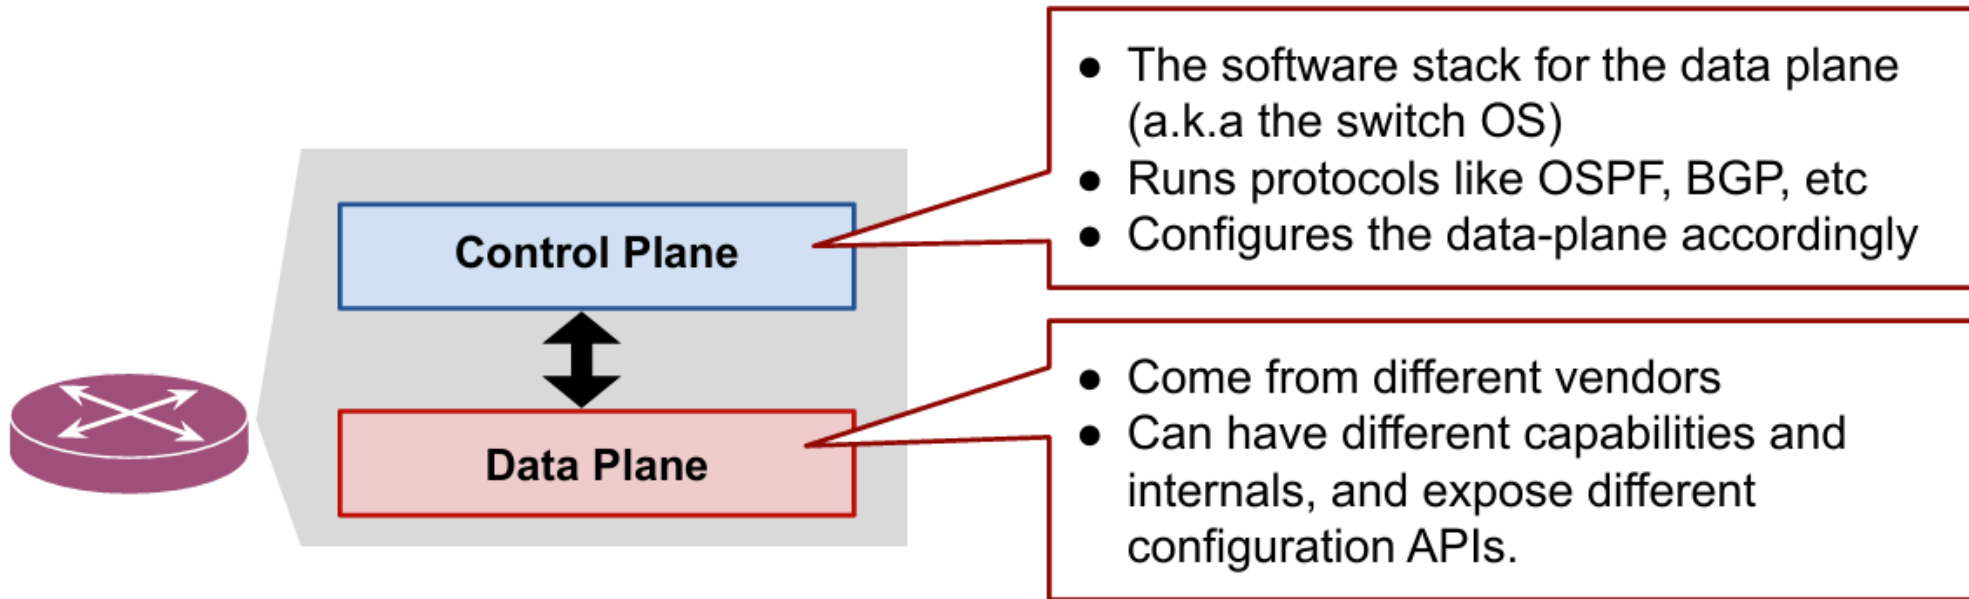 ● The software stack for the data plane
(a.k.a the switch OS)
● Runs protocols like OSPF, BGP, etc
● Configures the data-plane accordingly
Control Plane
Data Plane
● Come from different vendors
● Can have different capabilities and
internals, and expose different
configuration APIs.